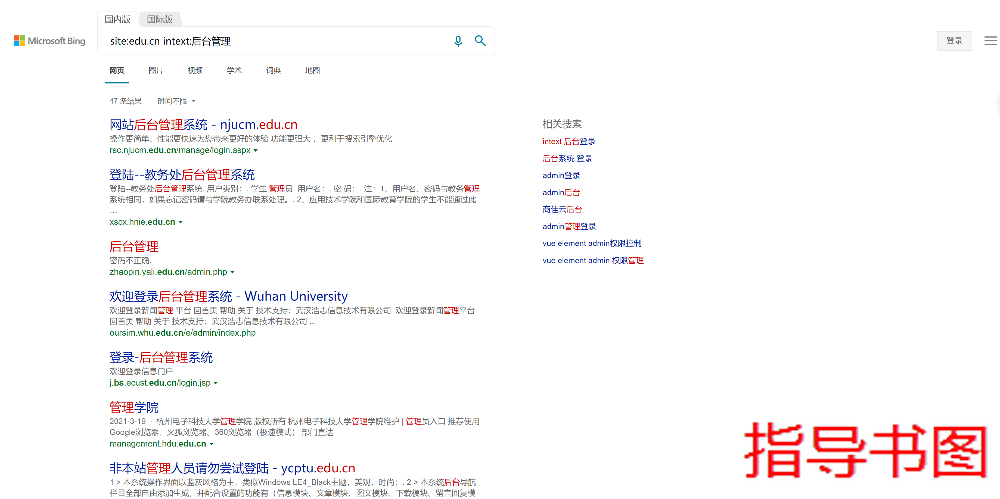 国内版 国际版
Microsoft Bing
site:edu.cn intext:后台管理
登录
网页 图片 视频 学术 词典 地图
47 条结果 时间不限
网站后台管理系统 - njucm.edu.cn
操作更简单、性能更快速为您带来更好的体验 功能更强大 ，更利于搜索引擎优化
rsc.njucm.edu.cn/manage/login.aspx
登陆--教务处后台管理系统
登陆--教务处后台管理系统. 用户类别：. 学生 管理员. 用户名：. 密 码：. 注：1、用户名、密码与教务管理
系统相同，如果忘记密码请与学院教务办联系处理。. 2、应用技术学院和国际教育学院的学生不能通过此
…
xscx.hnie.edu.cn
后台管理
密码不正确.
zhaopin.yali.edu.cn/admin.php
欢迎登录后台管理系统 - Wuhan University
欢迎登录新闻管理 平台 回首页 帮助 关于 技术支持：武汉浩志信息技术有限公司 欢迎登录新闻管理平台
回首页 帮助 关于 技术支持：武汉浩志信息技术有限公司 ...
oursim.whu.edu.cn/e/admin/index.php
登录-后台管理系统
欢迎登录信息门户
j.bs.ecust.edu.cn/login.jsp
管理学院
2021-3-19 · 杭州电子科技大学管理学院 版权所有 杭州电子科技大学管理学院维护 | 管理员入口 推荐使用
Google浏览器、火狐浏览器、360浏览器（极速模式） 部门直达
management.hdu.edu.cn
非本站管理人员请勿尝试登陆 - ycptu.edu.cn
1 > 本系统操作界面以蓝灰风格为主，类似Windows LE4_Black主题，美观，时尚；. 2 > 本系统后台导航
栏目全部自由添加生成，并配合设置的功能有（信息模块、文章模块、图文模块、下载模块、留言回复模
相关搜索
intext 后台登录
后台系统 登录
admin登录
admin后台
商佳云后台
admin管理登录
vue element admin权限控制
vue element admin 权限管理
指导书图